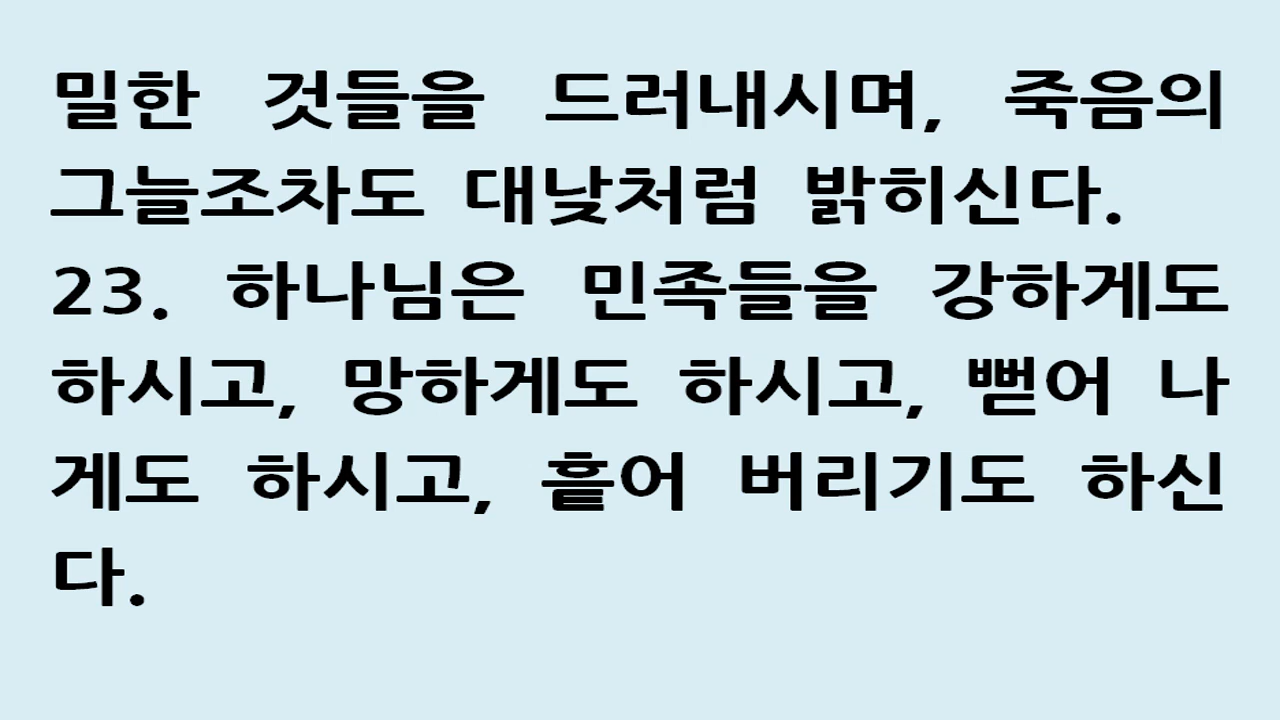 밀한 것들을 드러내시며, 죽음의
그늘조차도 대낮처럼 밝히신다.
23. 하나님은 민족들을 강하게도
하시고, 망하게도 하시고, 뻗어 나
게도 하시고, 흩어 버리기도 하신
다.